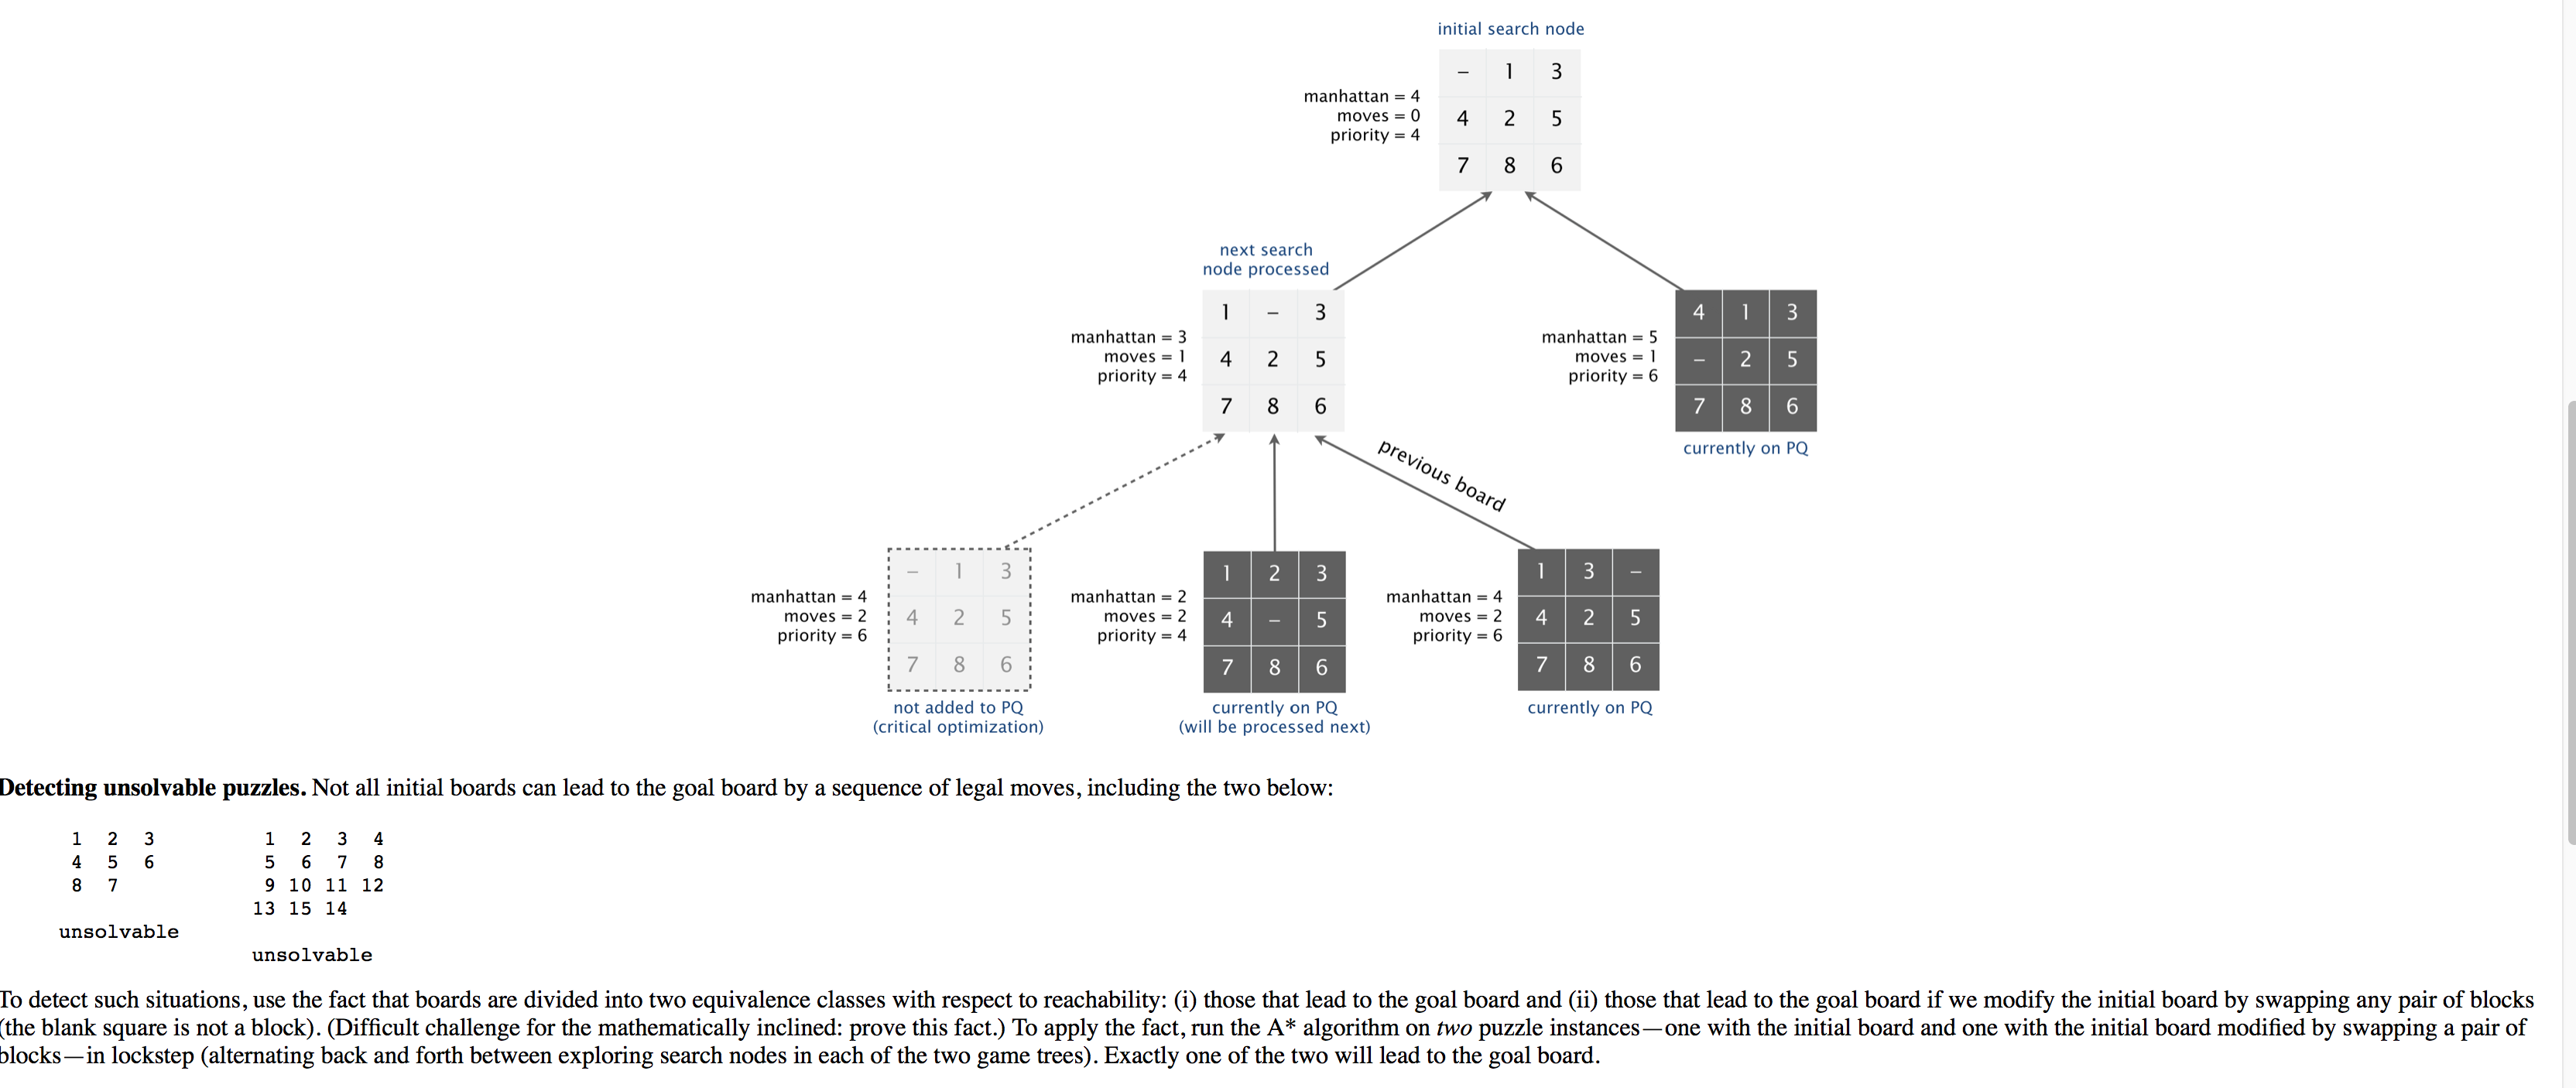 initial search node
– 1 3
manhattan = 4
moves = 0
priority = 4
4 2 5
7 8 6
next search
node processed
1 – 3
manhattan = 3
moves = 1
priority = 4
4 2 5
7 8 6
4 1 3
manhattan = 5
moves = 1
priority = 6
– 2 5
7 8 6
currently on PQ
previous board
– 1 3
manhattan = 4
moves = 2
priority = 6
4 2 5
7 8 6
not added to PQ
(critical optimization)
1 2 3
manhattan = 2
moves = 2
priority = 4
4 – 5
7 8 6
currently on PQ
(will be processed next)
1 3 –
manhattan = 4
moves = 2
priority = 6
4 2 5
7 8 6
currently on PQ
Detecting unsolvable puzzles. Not all initial boards can lead to the goal board by a sequence of legal moves, including the two below:
1 2 3
4 5 6
8 7
unsolvable
1 2 3 4
5 6 7 8
9 10 11 12
13 15 14
unsolvable
To detect such situations, use the fact that boards are divided into two equivalence classes with respect to reachability: (i) those that lead to the goal board and (ii) those that lead to the goal board if we modify the initial board by swapping any pair of blocks
(the blank square is not a block). (Difficult challenge for the mathematically inclined: prove this fact.) To apply the fact, run the A* algorithm on two puzzle instances—one with the initial board and one with the initial board modified by swapping a pair of
blocks—in lockstep (alternating back and forth between exploring search nodes in each of the two game trees). Exactly one of the two will lead to the goal board.